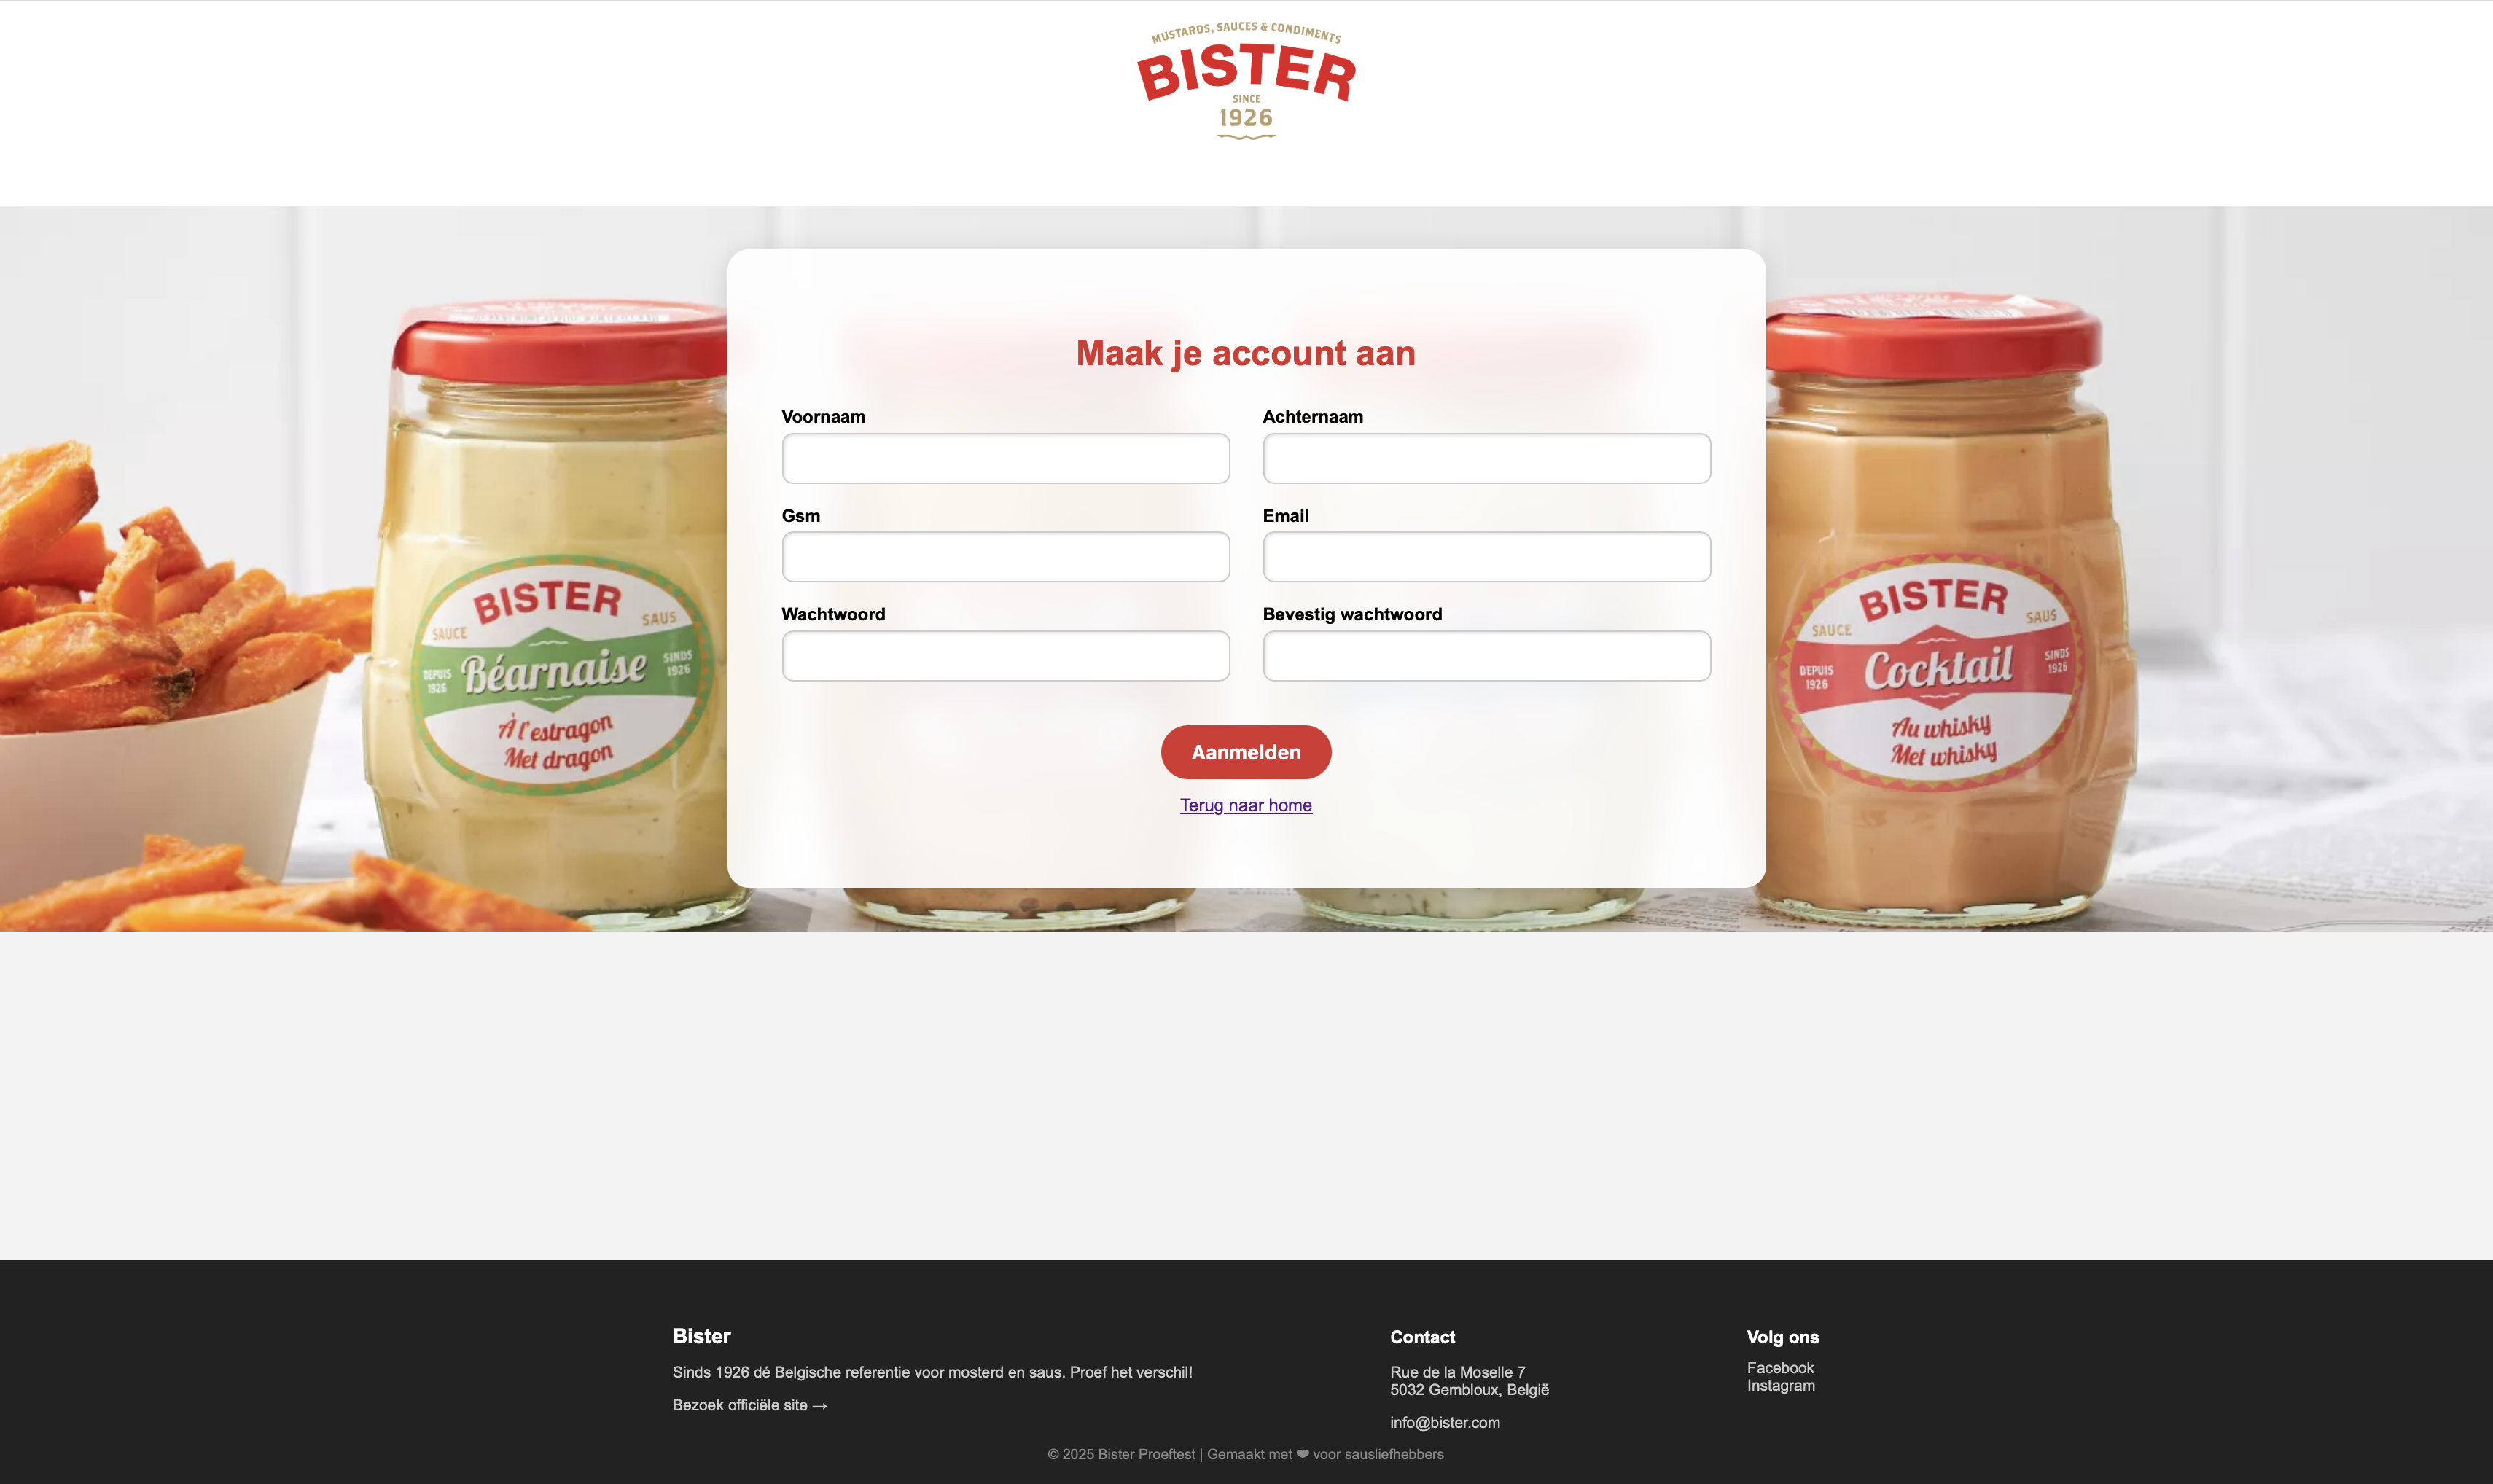 MUSTARDS, SAUCES & CONDIMENTS
BISTER
SINCE
1926
Maak je account aan
Voornaam
Achternaam
Gsm
Email
Wachtwoord
Bevestig wachtwoord
Aanmelden
Terug naar home
BISTER
SAUCE
SAUS
DEPUIS
1926
Béarnaise
SINDS
1926
À l'estragon
Met dragon
BISTER
SAUCE
SAUS
DEPUIS
1926
Cocktail
SINDS
1926
Au whisky
Met whisky
Bister
Sinds 1926 dé Belgische referentie voor mosterd en saus. Proef het verschil!
Bezoek officiële site →
Contact
Rue de la Moselle 7
5032 Gembloux, België
info@bister.com
Volg ons
Facebook
Instagram
© 2025 Bister Proeftest | Gemaakt met ❤ voor sausliefhebbers